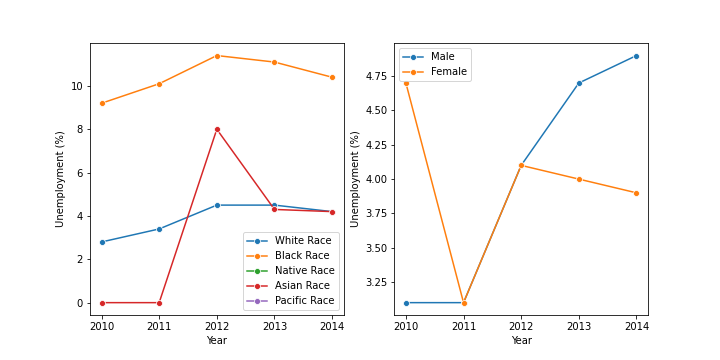 Unemployment (%)
10
8
6
4
2
0
2010 2011 2012 2013 2014
Year
White Race
Black Race
Native Race
Asian Race
Pacific Race
Unemployment (%)
4.75
4.50
4.25
4.00
3.75
3.50
3.25
2010 2011 2012 2013 2014
Year
Male
Female